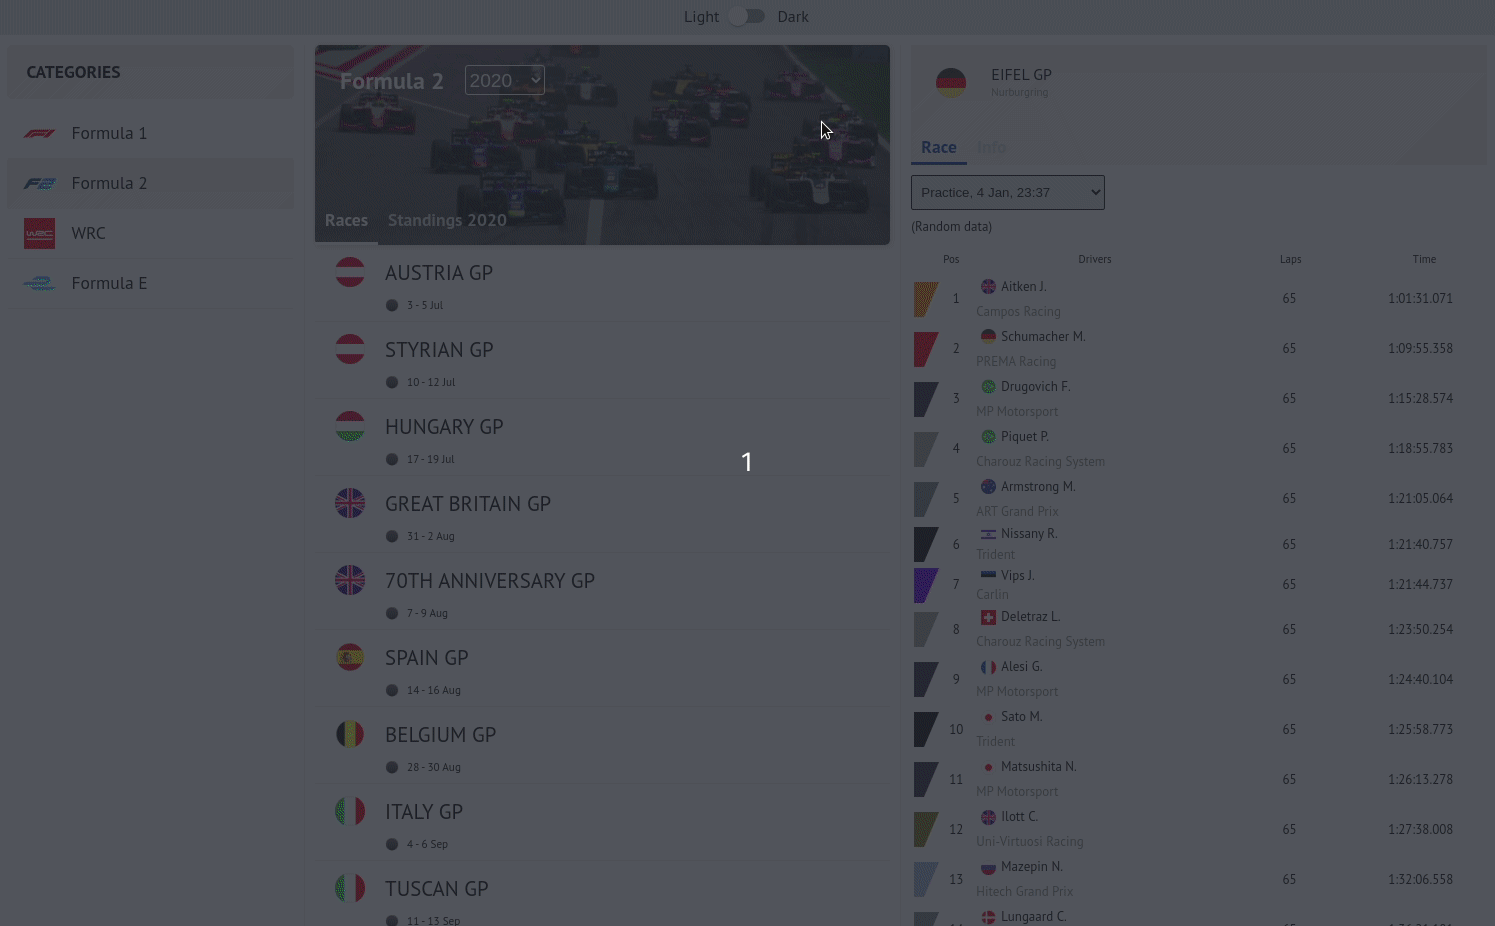 Light Dark
CATEGORIES
Formula 1
Formula 2
WRC
WRC
Formula E
Formula 2 2020
Races Standings 2020
AUSTRIA GP
3 - 5 Jul
STYRIAN GP
10 - 12 Jul
HUNGARY GP
17 - 19 Jul
GREAT BRITAIN GP
31 - 2 Aug
70TH ANNIVERSARY GP
7 - 9 Aug
SPAIN GP
14 - 16 Aug
BELGIUM GP
28 - 30 Aug
ITALY GP
4 - 6 Sep
TUSCAN GP
11 - 13 Sep
1
EIFEL GP
Nurburgring
Race Info
Practice, 4 Jan, 23:37
(Random data)
Pos Drivers Laps Time
1 Aitken J. 65 1:01:31.071
Campos Racing
2 Schumacher M. 65 1:09:55.358
PREMA Racing
3 Drugovich F. 65 1:15:28.574
MP Motorsport
4 Piquet P. 65 1:18:55.783
Charouz Racing System
5 Armstrong M. 65 1:21:05.064
ART Grand Prix
6 Nissany R. 65 1:21:40.757
Trident
7 Vips J. 65 1:21:44.737
Carlin
8 Deletraz L. 65 1:23:50.254
Charouz Racing System
9 Alesi G. 65 1:24:40.104
MP Motorsport
10 Sato M. 65 1:25:58.773
Trident
11 Matsushita N. 65 1:26:13.278
MP Motorsport
12 Ilott C. 65 1:27:38.008
Uni-Virtuosi Racing
13 Mazepin N. 65 1:32:06.558
Hitech Grand Prix
Lungaard C.